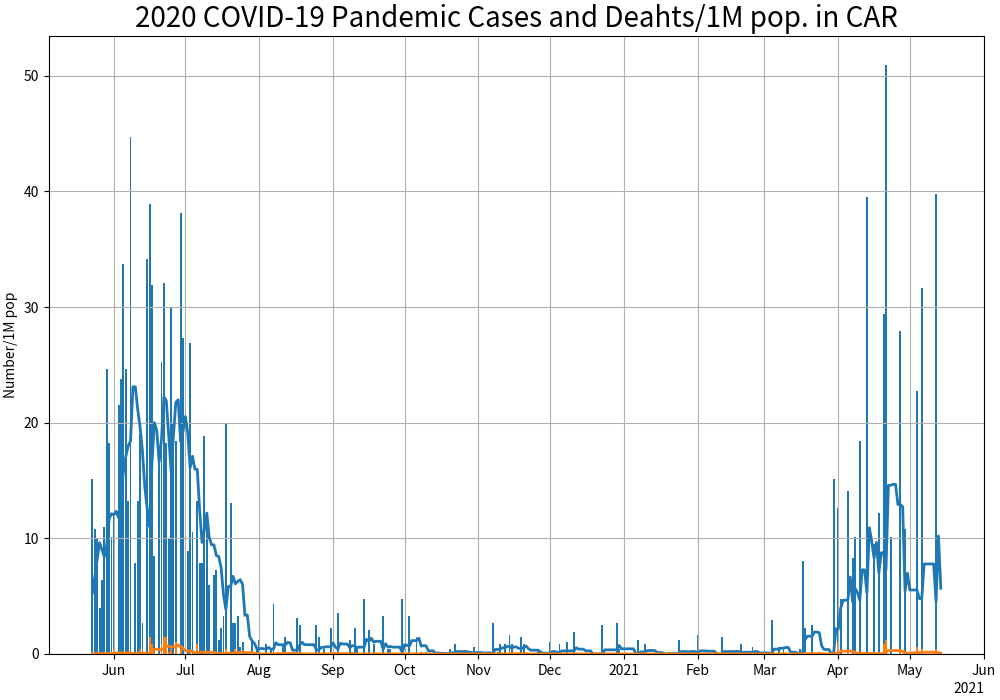 2020 COVID-19 Pandemic Cases and Deahts/1M pop. in CAR
Number/1M pop
50
40
30
20
10
0
Jun Jul Aug Sep Oct Nov Dec 2021 Feb Mar Apr May Jun
2021